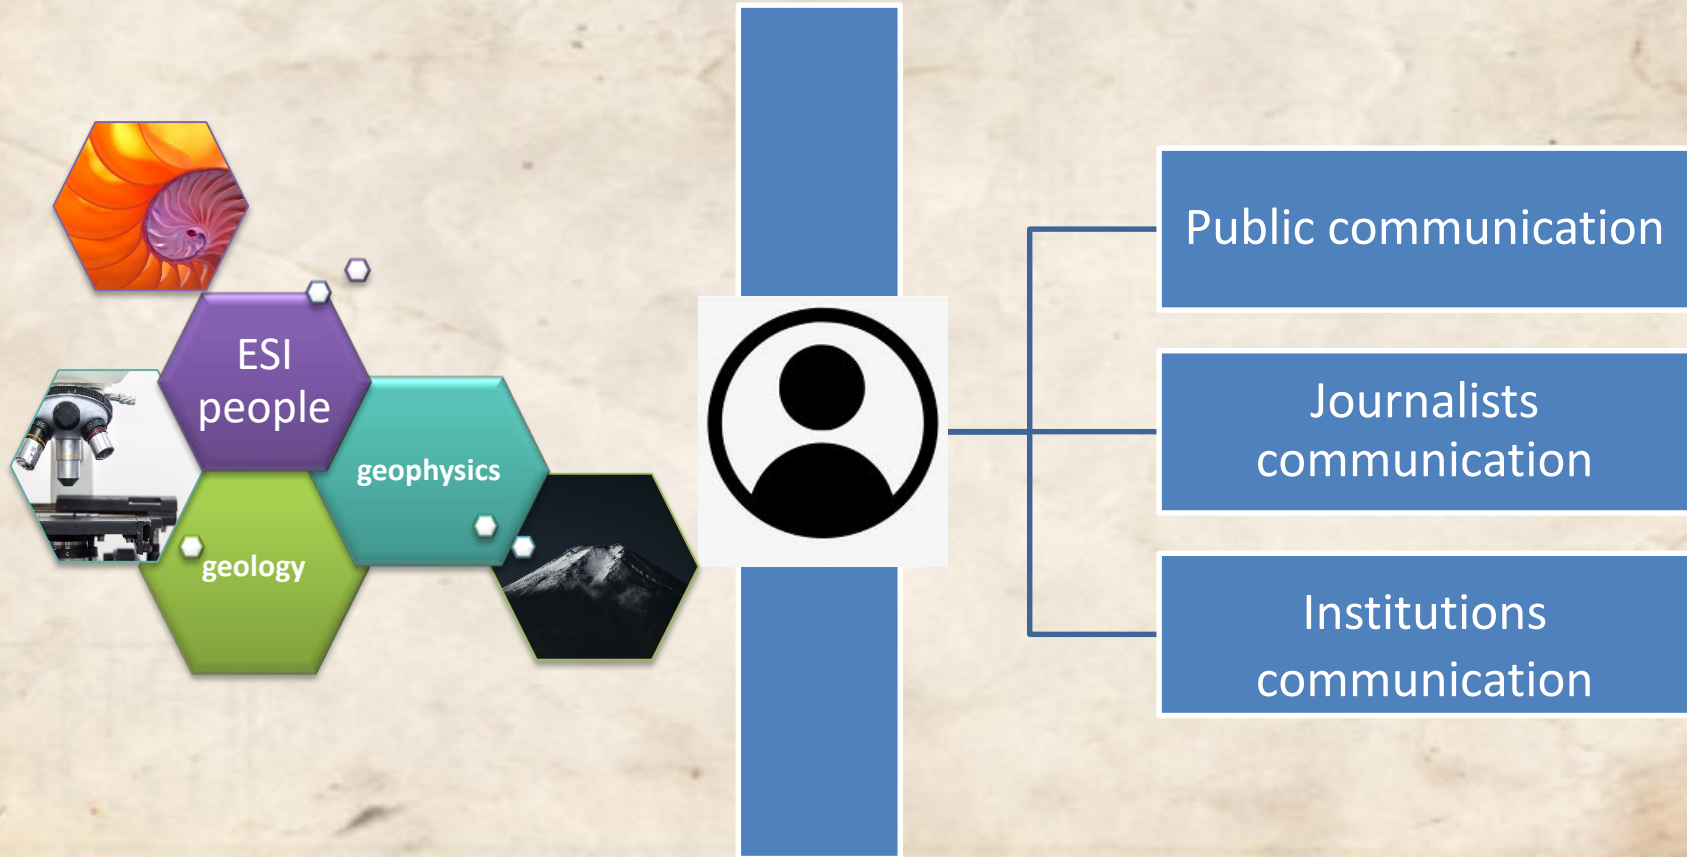 ESI
people
geophysics
geology
Public communication
Journalists
communication
Institutions
communication